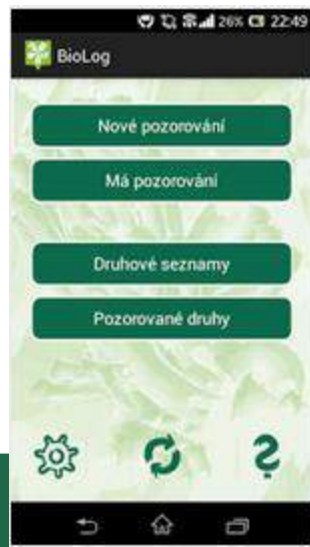 26% 22:49
BioLog
Nové pozorování
Má pozorování
Druhové seznamy
Pozorované druhy
?